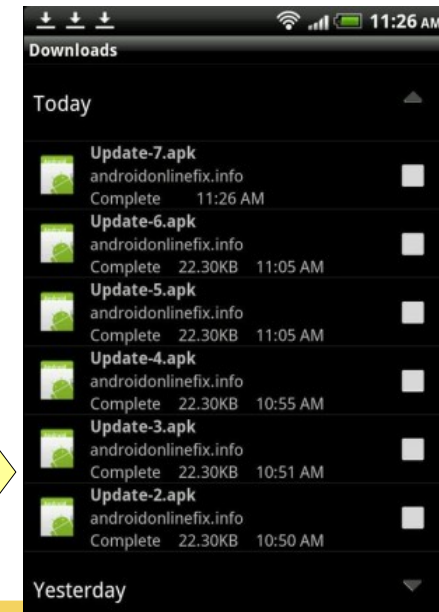 11:26 AM
Downloads
Today
Update-7.apk
androidonlinefix.info
Complete 11:26 AM
Update-6.apk
androidonlinefix.info
Complete 22.30KB 11:05 AM
Update-5.apk
androidonlinefix.info
Complete 22.30KB 11:05 AM
Update-4.apk
androidonlinefix.info
Complete 22.30KB 10:55 AM
Update-3.apk
androidonlinefix.info
Complete 22.30KB 10:51 AM
Update-2.apk
androidonlinefix.info
Complete 22.30KB 10:50 AM
Yesterday